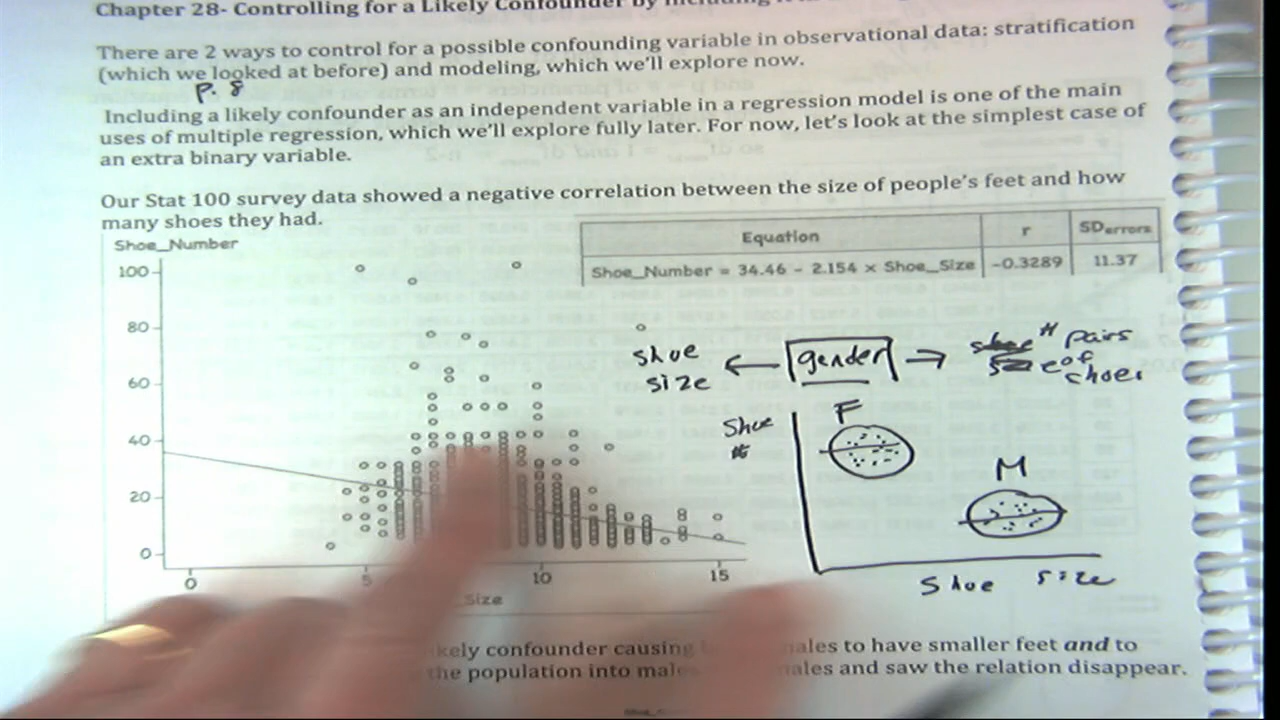 Chapter 28- Controlling for a Likely Confounder by
There are 2 ways to control for a possible confounding variable in observational data: stratification
(which we looked at before) and modeling, which we'll explore now.
P. 8
Including a likely confounder as an independent variable in a regression model is one of the main
uses of multiple regression, which we'll explore fully later. For now, let's look at the simplest case of
an extra binary variable.
Our Stat 100 survey data showed a negative correlation between the size of people's feet and how
many shoes they had.
Shoe_Number
Equation r SDerrors
Shoe_Number = 34.46 - 2.154 × Shoe_Size -0.3289 11.37
100
80
60
40
20
0
0 5 10 15
Size
shoe size ← gender → # pairs of shoes
Shoe #
F
M
Shoe size
kely confounder causing ales to have smaller feet and to
the population into male ales and saw the relation disappear.